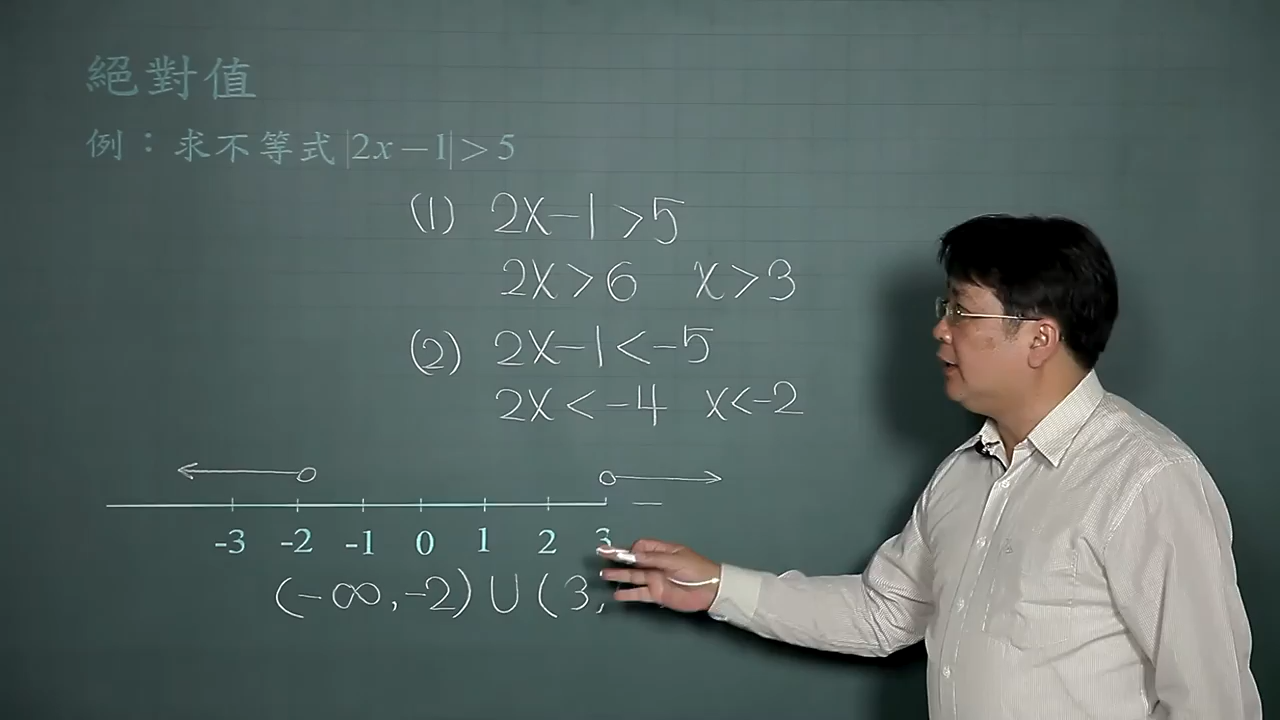 絕對值
例：求不等式|2x−1|>5
(1) 2x−1>5
2x>6 x>3
(2) 2x−1<−5
2x<−4 x<−2
-3 -2 -1 0 1 2 3
(−∞,−2)∪(3,